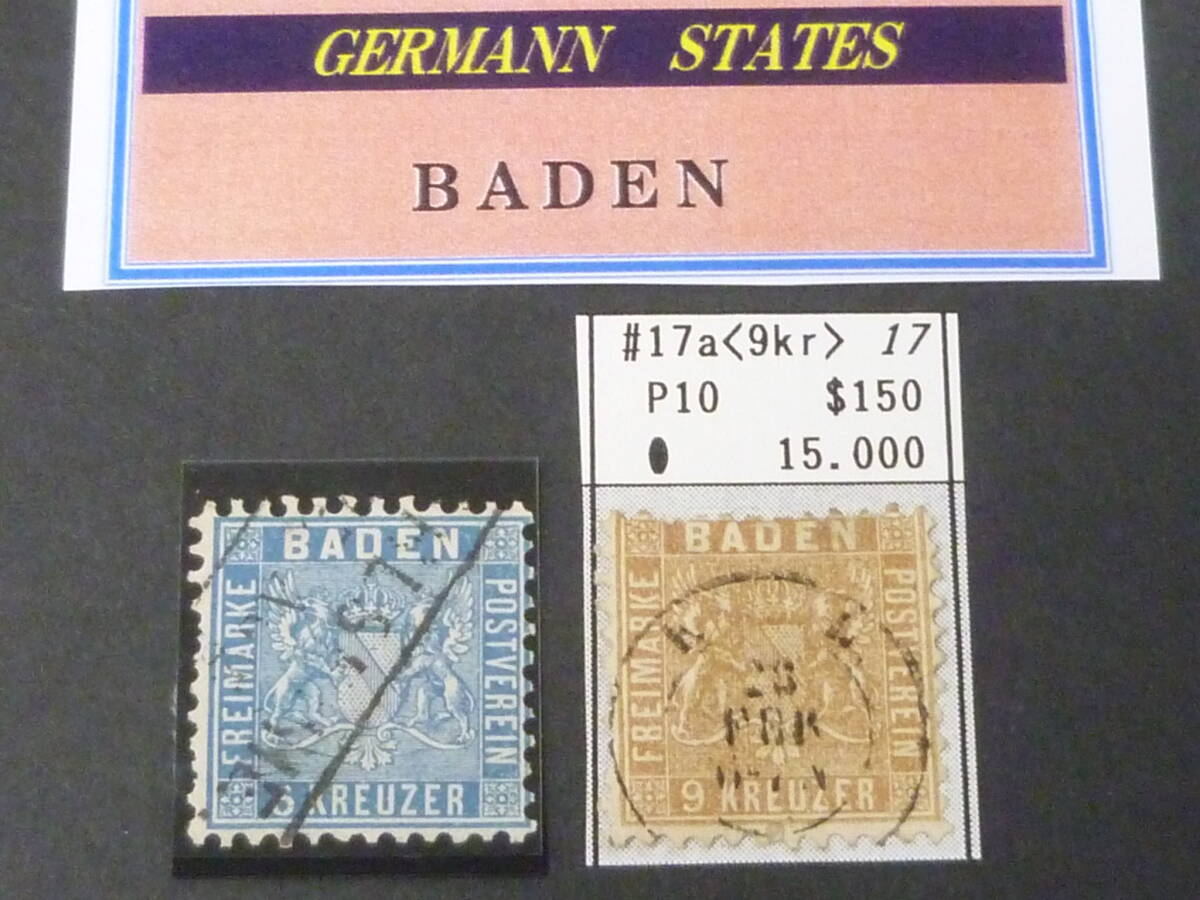 GERMANN STATES
BADEN
#17a<9kr> 17
P10 $150
15.000
BADEN
FREIMARKE
POSTVEREIN
6 KREUZER
BADEN
FREIMARKE
POSTVEREIN
9 KREUZER